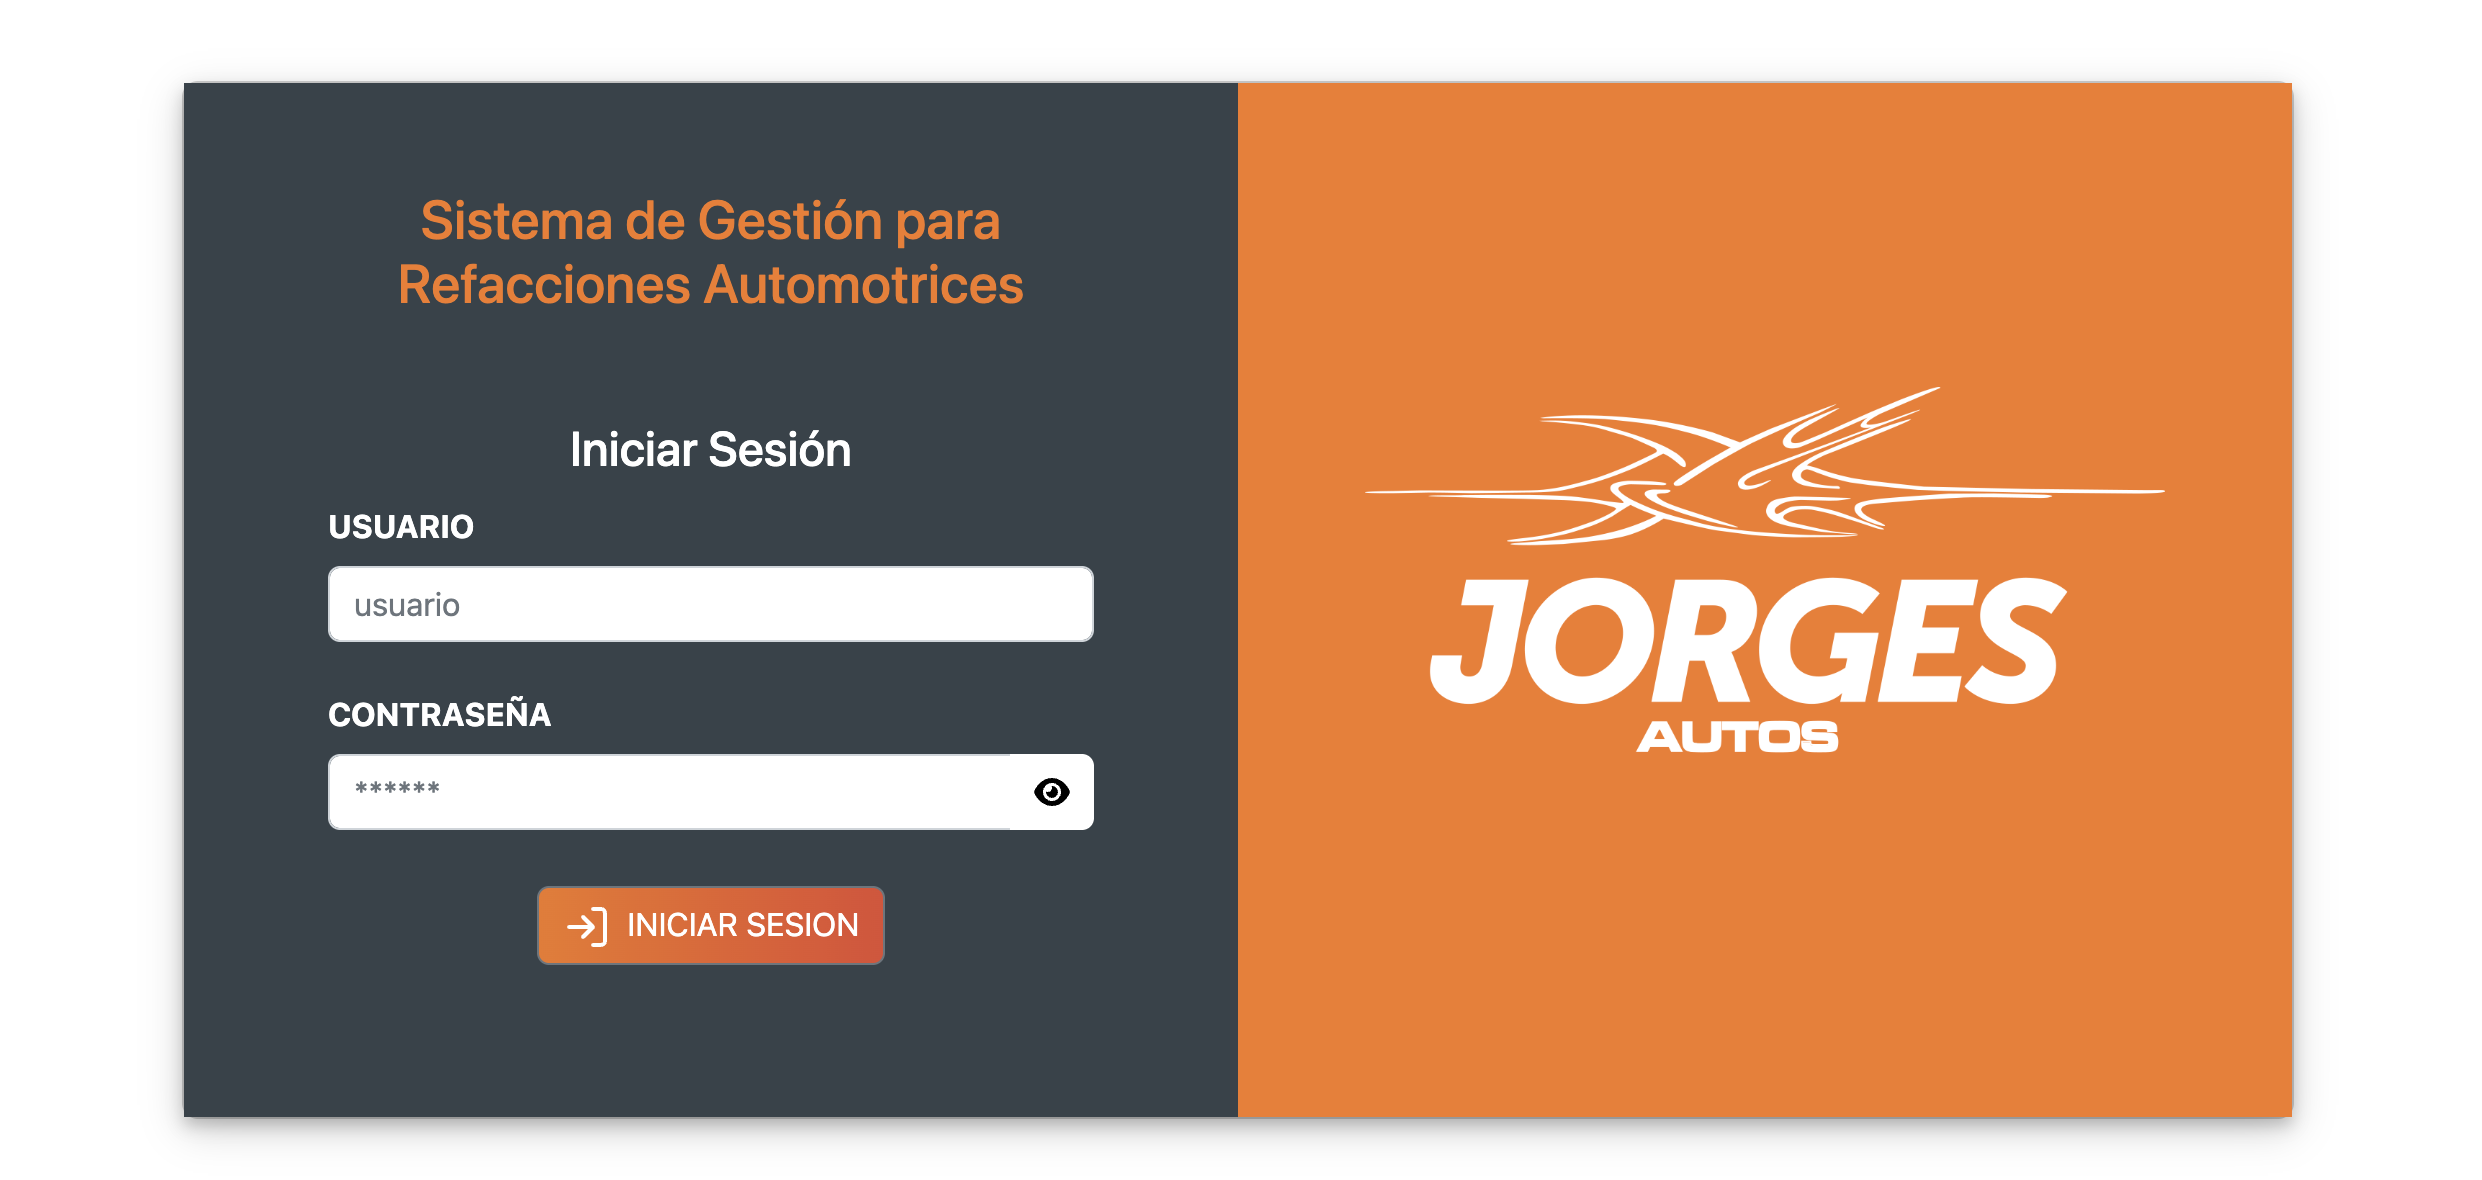 Sistema de Gestión para
Refacciones Automotrices
Iniciar Sesión
USUARIO
usuario
CONTRASEÑA
******
INICIAR SESION
JORGES
AUTOS